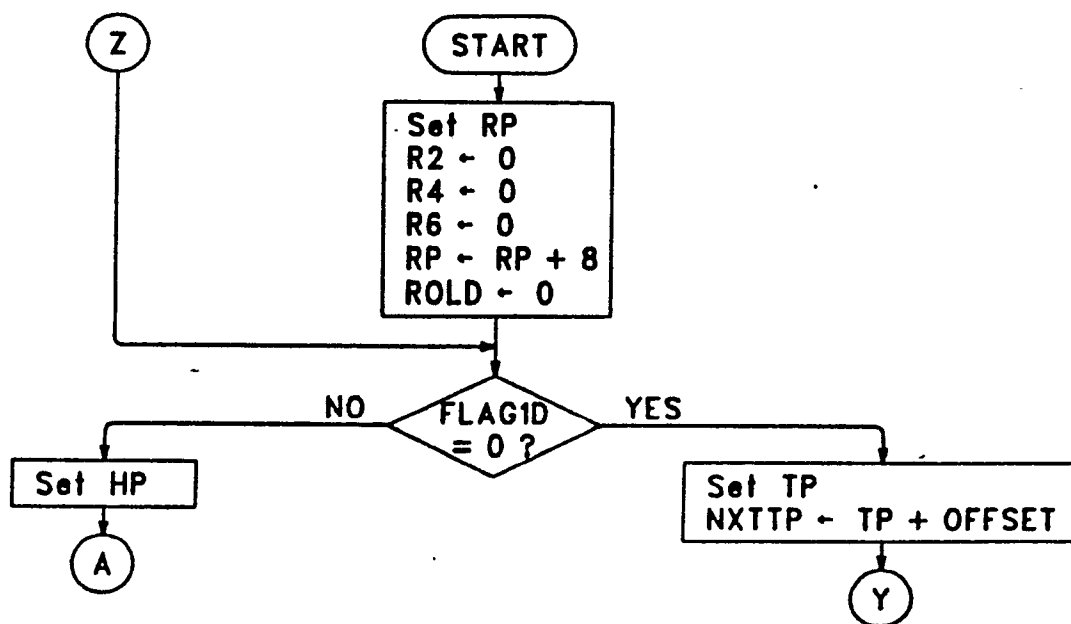 Z
START
Set RP
R2 ← 0
R4 ← 0
R6 ← 0
RP ← RP + 8
ROLD ← 0
NO
FLAG1D
= 0 ?
YES
Set HP
Set TP
NXTTP ← TP + OFFSET
A
Y